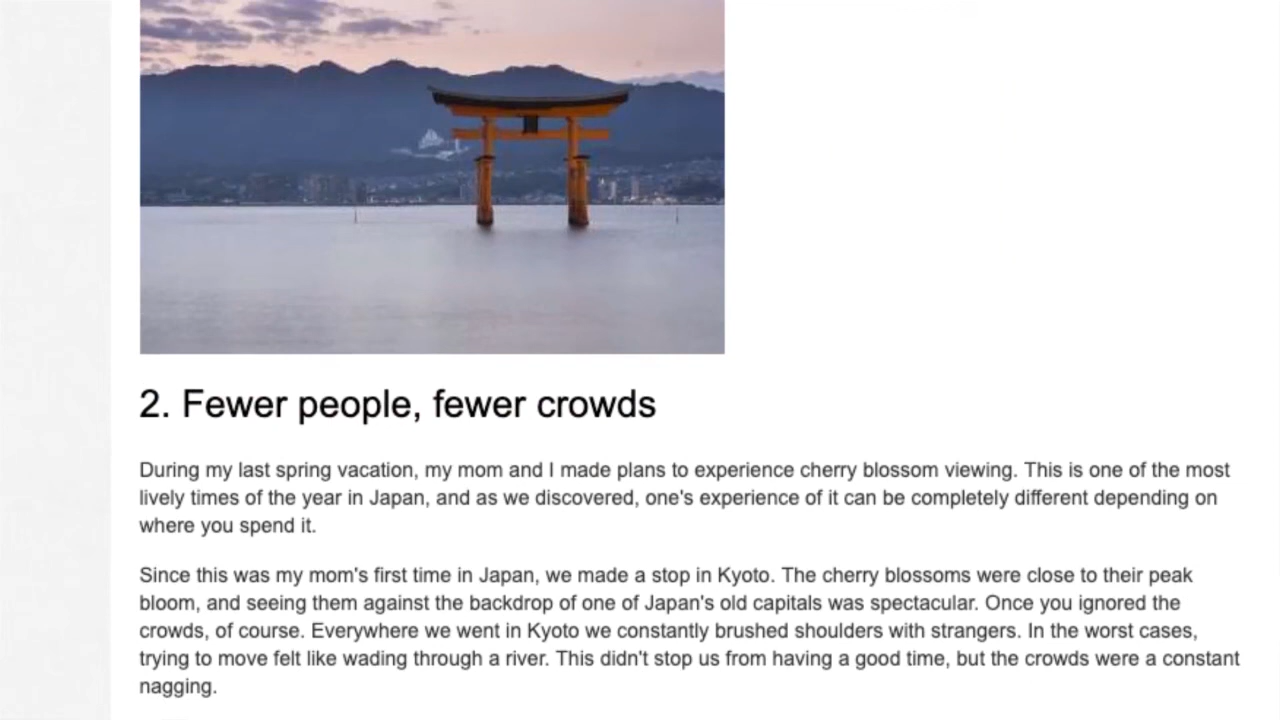 2. Fewer people, fewer crowds
During my last spring vacation, my mom and I made plans to experience cherry blossom viewing. This is one of the most
lively times of the year in Japan, and as we discovered, one's experience of it can be completely different depending on
where you spend it.
Since this was my mom's first time in Japan, we made a stop in Kyoto. The cherry blossoms were close to their peak
bloom, and seeing them against the backdrop of one of Japan's old capitals was spectacular. Once you ignored the
crowds, of course. Everywhere we went in Kyoto we constantly brushed shoulders with strangers. In the worst cases,
trying to move felt like wading through a river. This didn't stop us from having a good time, but the crowds were a constant
nagging.